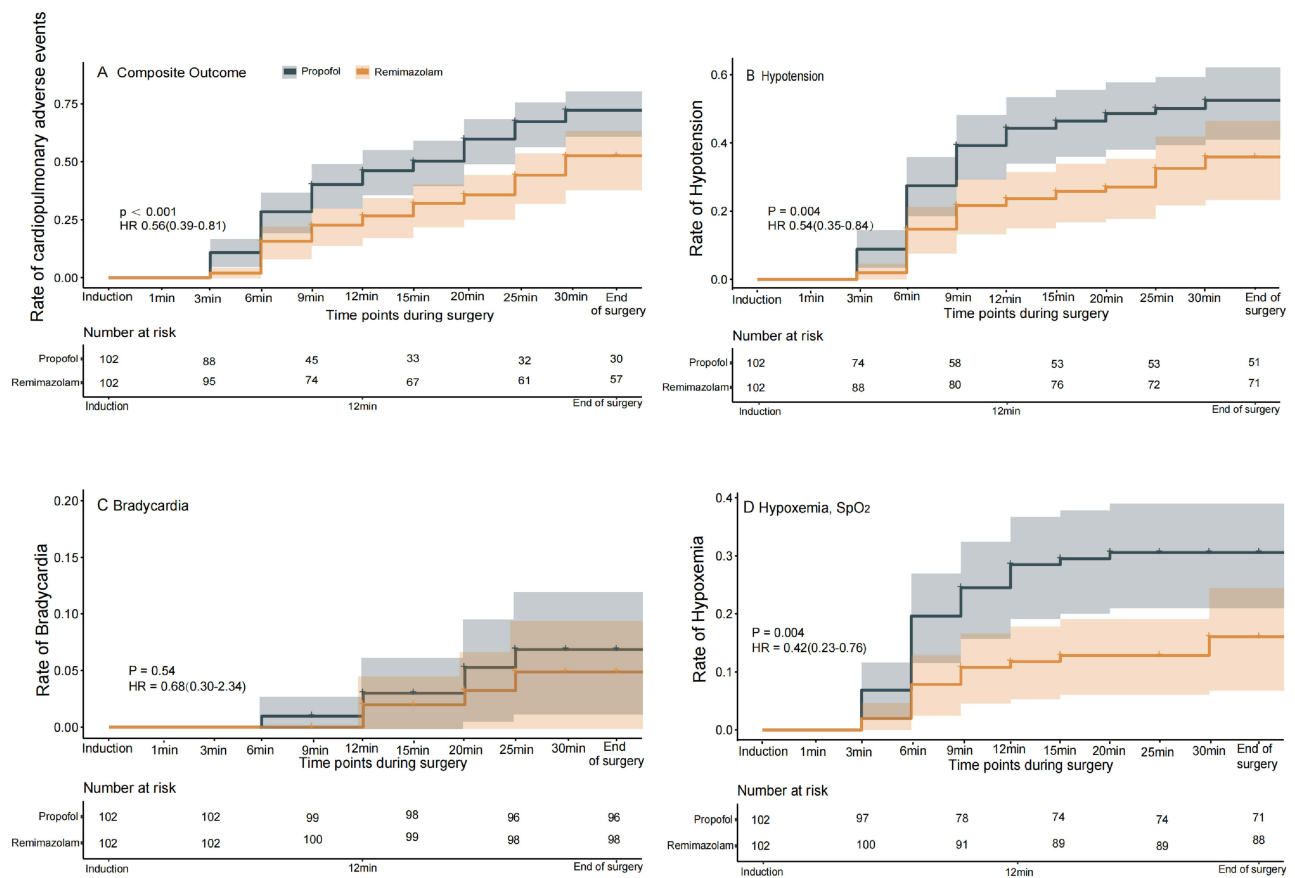 Rate of cardiopulmonary adverse events
A Composite Outcome
Propofol
Remimazolam
0.75
0.50
0.25
0.00
p < 0.001
HR 0.56(0.39-0.81)
Induction 1min 3min 6min 9min 12min 15min 20min 25min 30min End of surgery
Time points during surgery
Number at risk
Propofol 102 88 45 33 32 30
Remimazolam 102 95 74 67 61 57
Induction 12min End of surgery
Rate of Hypotension
B Hypotension
0.6
0.4
0.2
0.0
P = 0.004
HR 0.54(0.35-0.84)
Induction 1min 3min 6min 9min 12min 15min 20min 25min 30min End of surgery
Time points during surgery
Number at risk
Propofol 102 74 58 53 53 51
Remimazolam 102 88 80 76 72 71
Induction 12min End of surgery
Rate of Bradycardia
C Bradycardia
0.20
0.15
0.10
0.05
0.00
P = 0.54
HR = 0.68(0.30-2.34)
Induction 1min 3min 6min 9min 12min 15min 20min 25min 30min End of surgery
Time points during surgery
Number at risk
Propofol 102 102 99 98 96 96
Remimazolam 102 102 100 99 98 98
Induction 12min End of surgery
Rate of Hypoxemia
D Hypoxemia, SpO₂
0.4
0.3
0.2
0.1
0.0
P = 0.004
HR = 0.42(0.23-0.76)
Induction 1min 3min 6min 9min 12min 15min 20min 25min 30min End of surgery
Time points during surgery
Number at risk
Propofol 102 97 78 74 74 71
Remimazolam 102 100 91 89 89 88
Induction 12min End of surgery